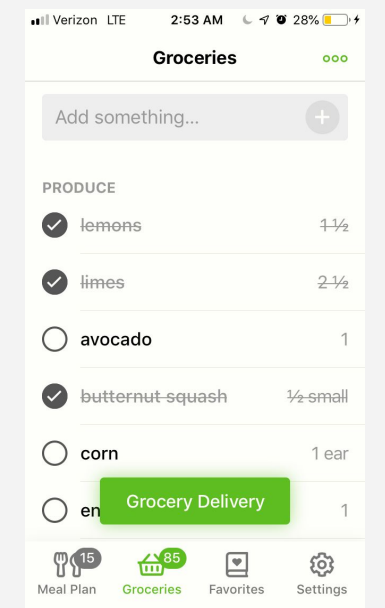 Verizon LTE 2:53 AM 28%
Groceries
Add something...
PRODUCE
lemons 1 ½
limes 2 ½
avocado 1
butternut squash ½ small
corn 1 ear
en 1
Grocery Delivery
15 85
Meal Plan Groceries Favorites Settings